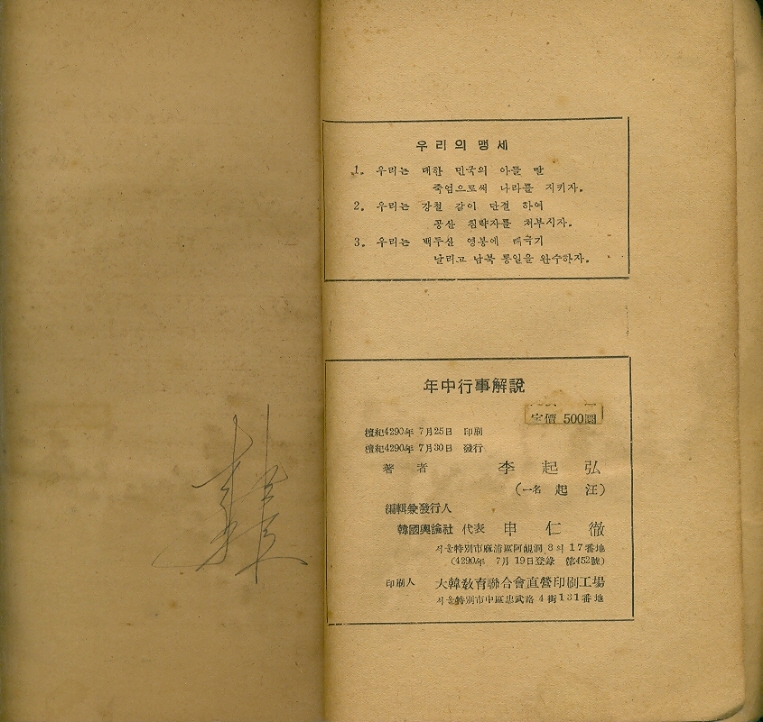 우리의 맹세
1. 우리는 대한 민국의 아들 딸
죽엄으로써 나라를 지키자.
2. 우리는 강철 같이 단결 하여
공산 침략자를 처부시자.
3. 우리는 백두산 영봉에 태극기
날리고 남북 통일을 완수하자.
年中行事解說
定價 500圜
檀紀4290年 7月25日 印刷
檀紀4290年 7月30日 發行
著者 李起弘
(一名 起汪)
編輯兼發行人
韓國輿論社 代表 申仁徹
서울特別市麻浦區阿峴洞 8의 17番地
(4290年 7月19日登錄 第452號)
印刷人 大韓敎育聯合會直營印刷工場
서울特別市中區忠武路 4街131番地